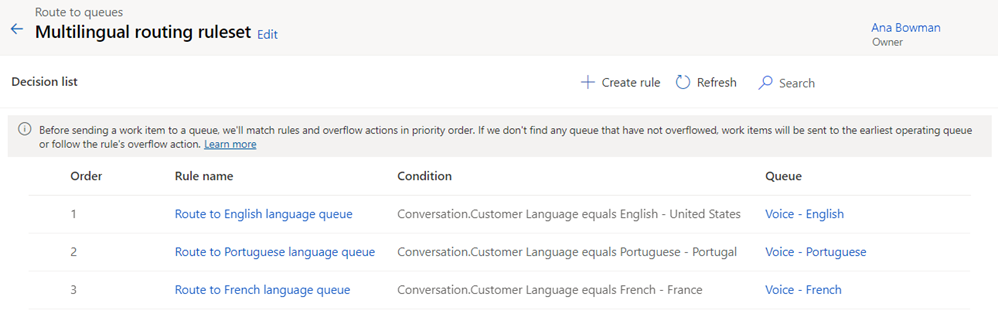 Route to queues
Multilingual routing ruleset Edit
Ana Bowman
Owner
Decision list
Create rule Refresh Search
Before sending a work item to a queue, we'll match rules and overflow actions in priority order. If we don't find any queue that have not overflowed, work items will be sent to the earliest operating queue
or follow the rule's overflow action. Learn more
Order Rule name Condition Queue
1 Route to English language queue Conversation.Customer Language equals English - United States Voice - English
2 Route to Portuguese language queue Conversation.Customer Language equals Portuguese - Portugal Voice - Portuguese
3 Route to French language queue Conversation.Customer Language equals French - France Voice - French